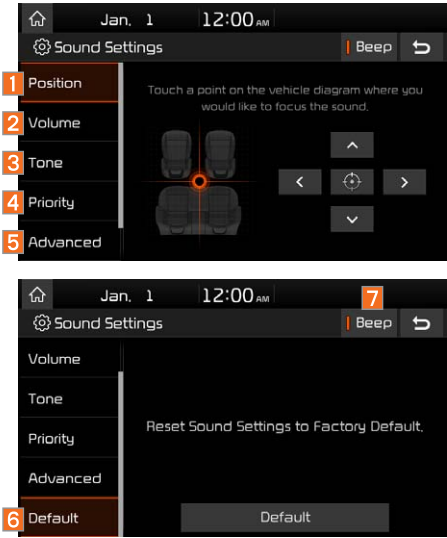 Jan. 1 12:00 AM
Sound Settings Beep
1 Position
Touch a point on the vehicle diagram where you
would like to focus the sound.
2 Volume
3 Tone
4 Priority
5 Advanced
Jan. 1 12:00 AM
7
Sound Settings Beep
Volume
Tone
Priority
Reset Sound Settings to Factory Default.
Advanced
6 Default
Default